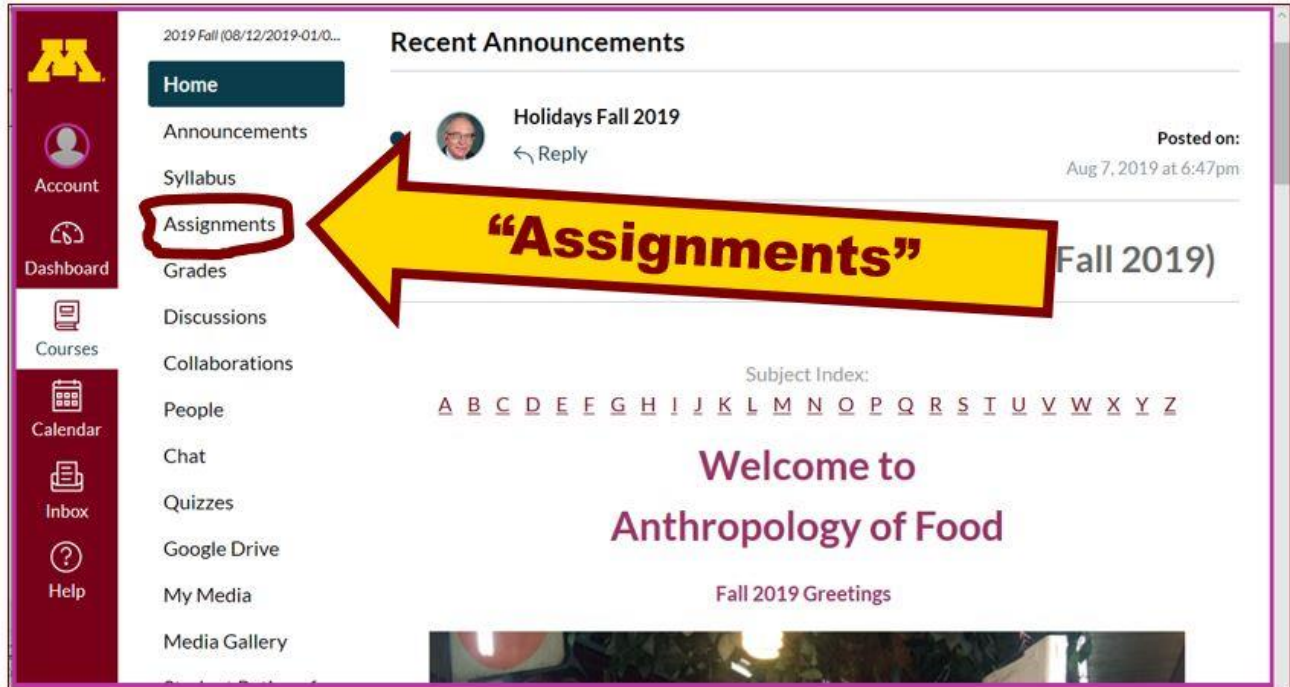 Account
Dashboard
Courses
Calendar
Inbox
Help
2019 Fall (08/12/2019-01/0...
Home
Announcements
Syllabus
Assignments
Grades
Discussions
Collaborations
People
Chat
Quizzes
Google Drive
My Media
Media Gallery
Recent Announcements
Holidays Fall 2019
Reply
Posted on:
Aug 7, 2019 at 6:47pm
“Assignments”
Fall 2019)
Subject Index:
A B C D E F G H I J K L M N O P Q R S T U V W X Y Z
Welcome to
Anthropology of Food
Fall 2019 Greetings